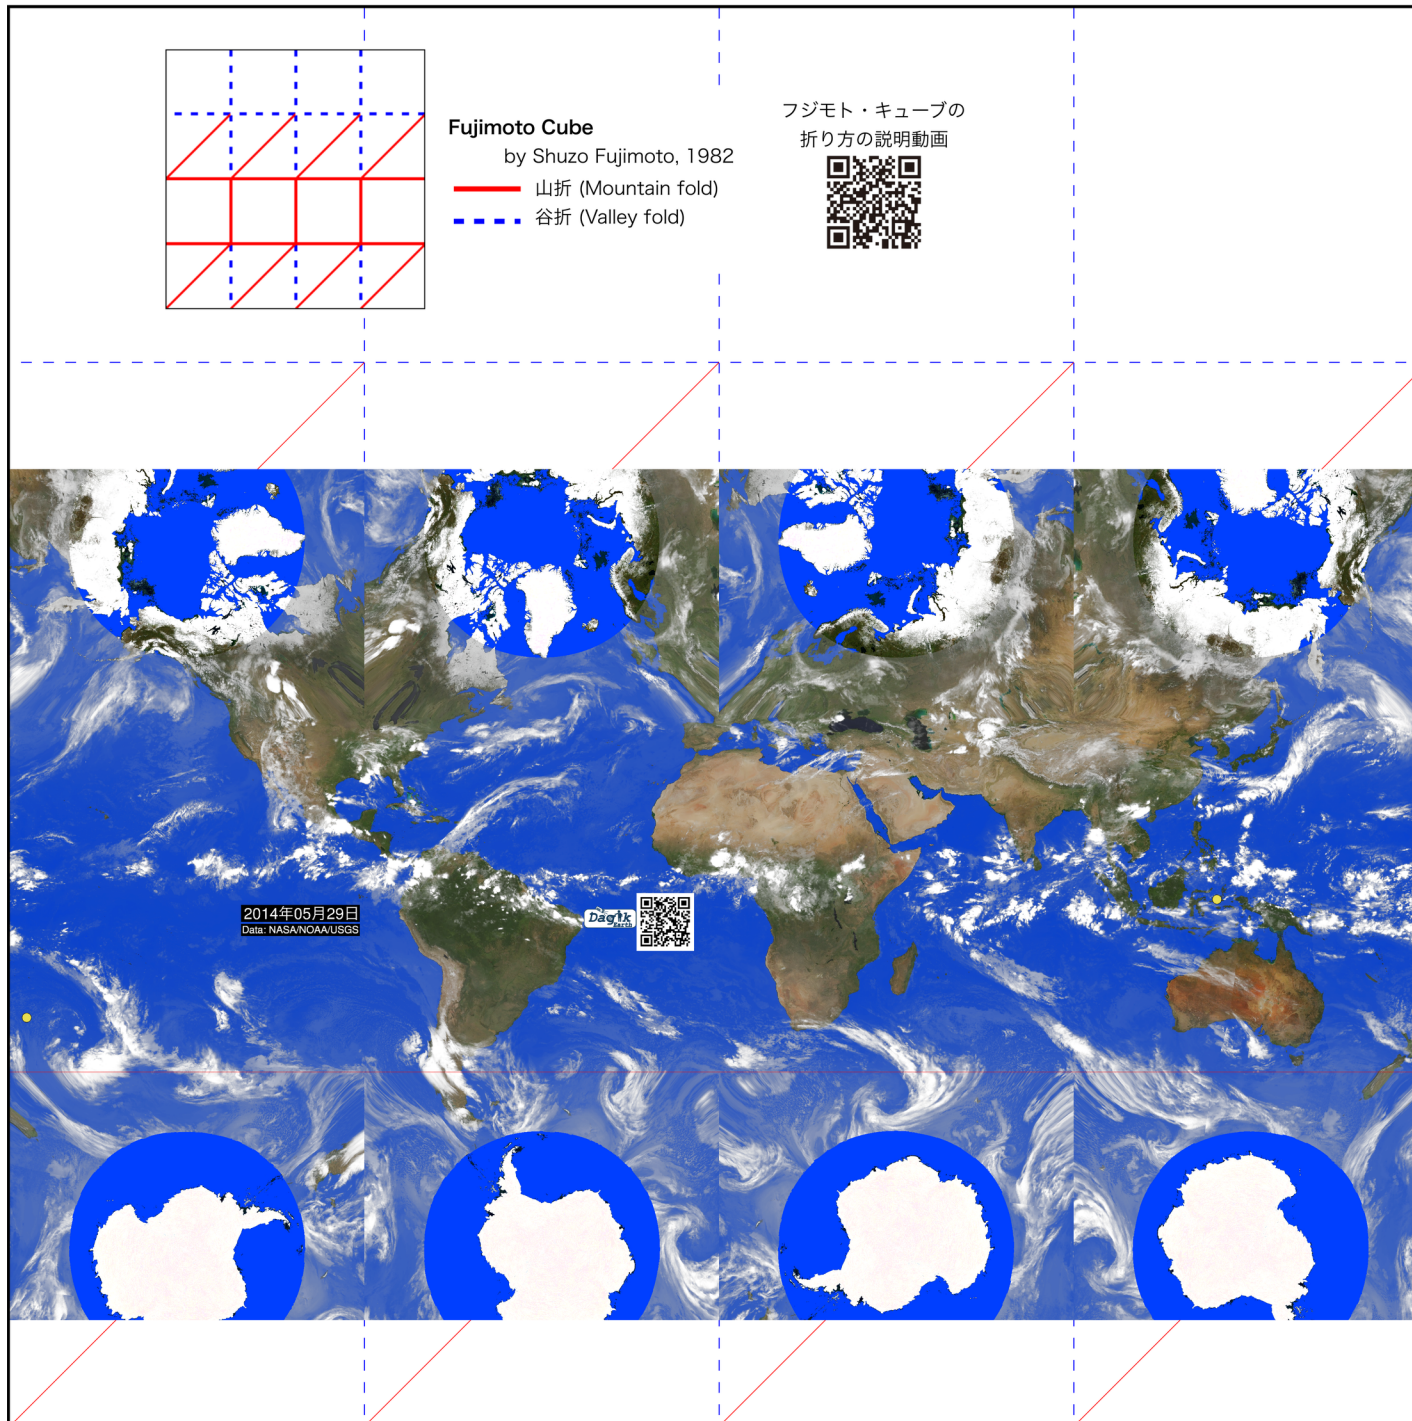 Fujimoto Cube
by Shuzo Fujimoto, 1982
山折 (Mountain fold)
谷折 (Valley fold)
フジモト・キューブの
折り方の説明動画
2014年05月29日
Data: NASA/NOAA/USGS
Dagik
Earth